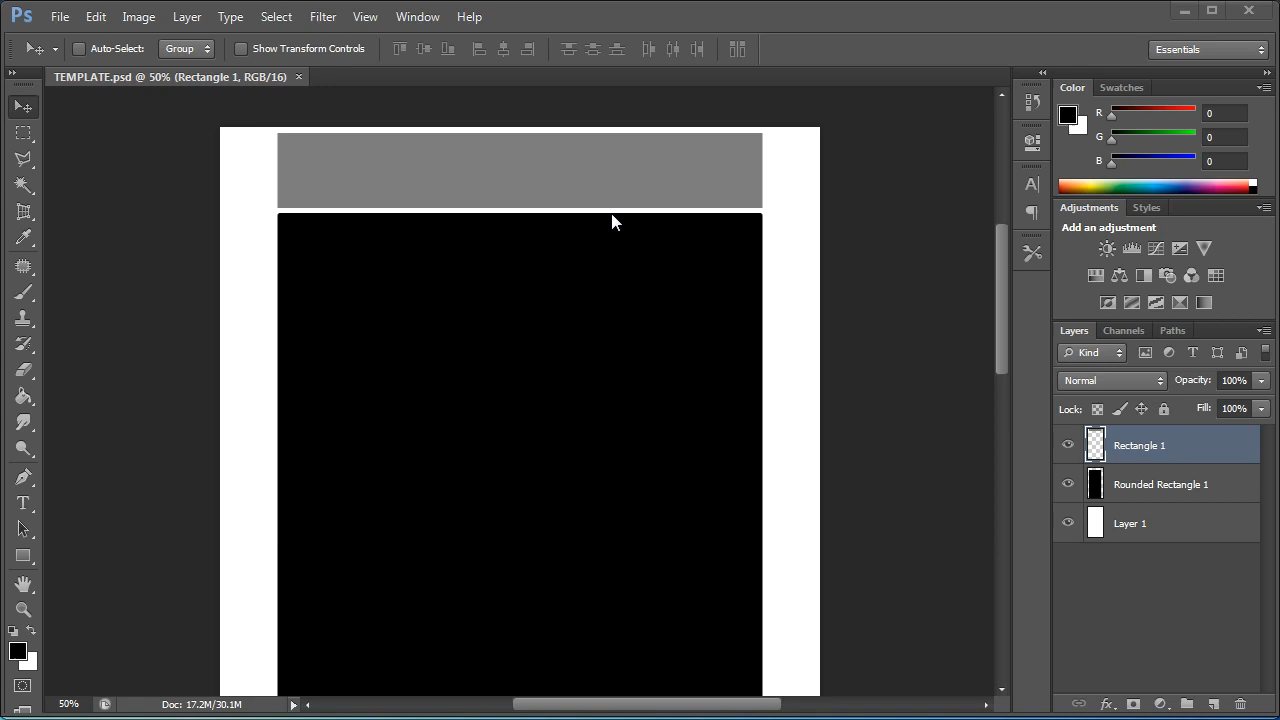 Ps File Edit Image Layer Type Select Filter View Window Help
Auto-Select: Group Show Transform Controls Essentials
TEMPLATE.psd @ 50% (Rectangle 1, RGB/16) ×
Color Swatches
R 0
G 0
B 0
Adjustments Styles
Add an adjustment
Layers Channels Paths
Kind
Normal Opacity: 100%
Lock: Fill: 100%
Rectangle 1
Rounded Rectangle 1
Layer 1
50% Doc: 17.2M/30.1M